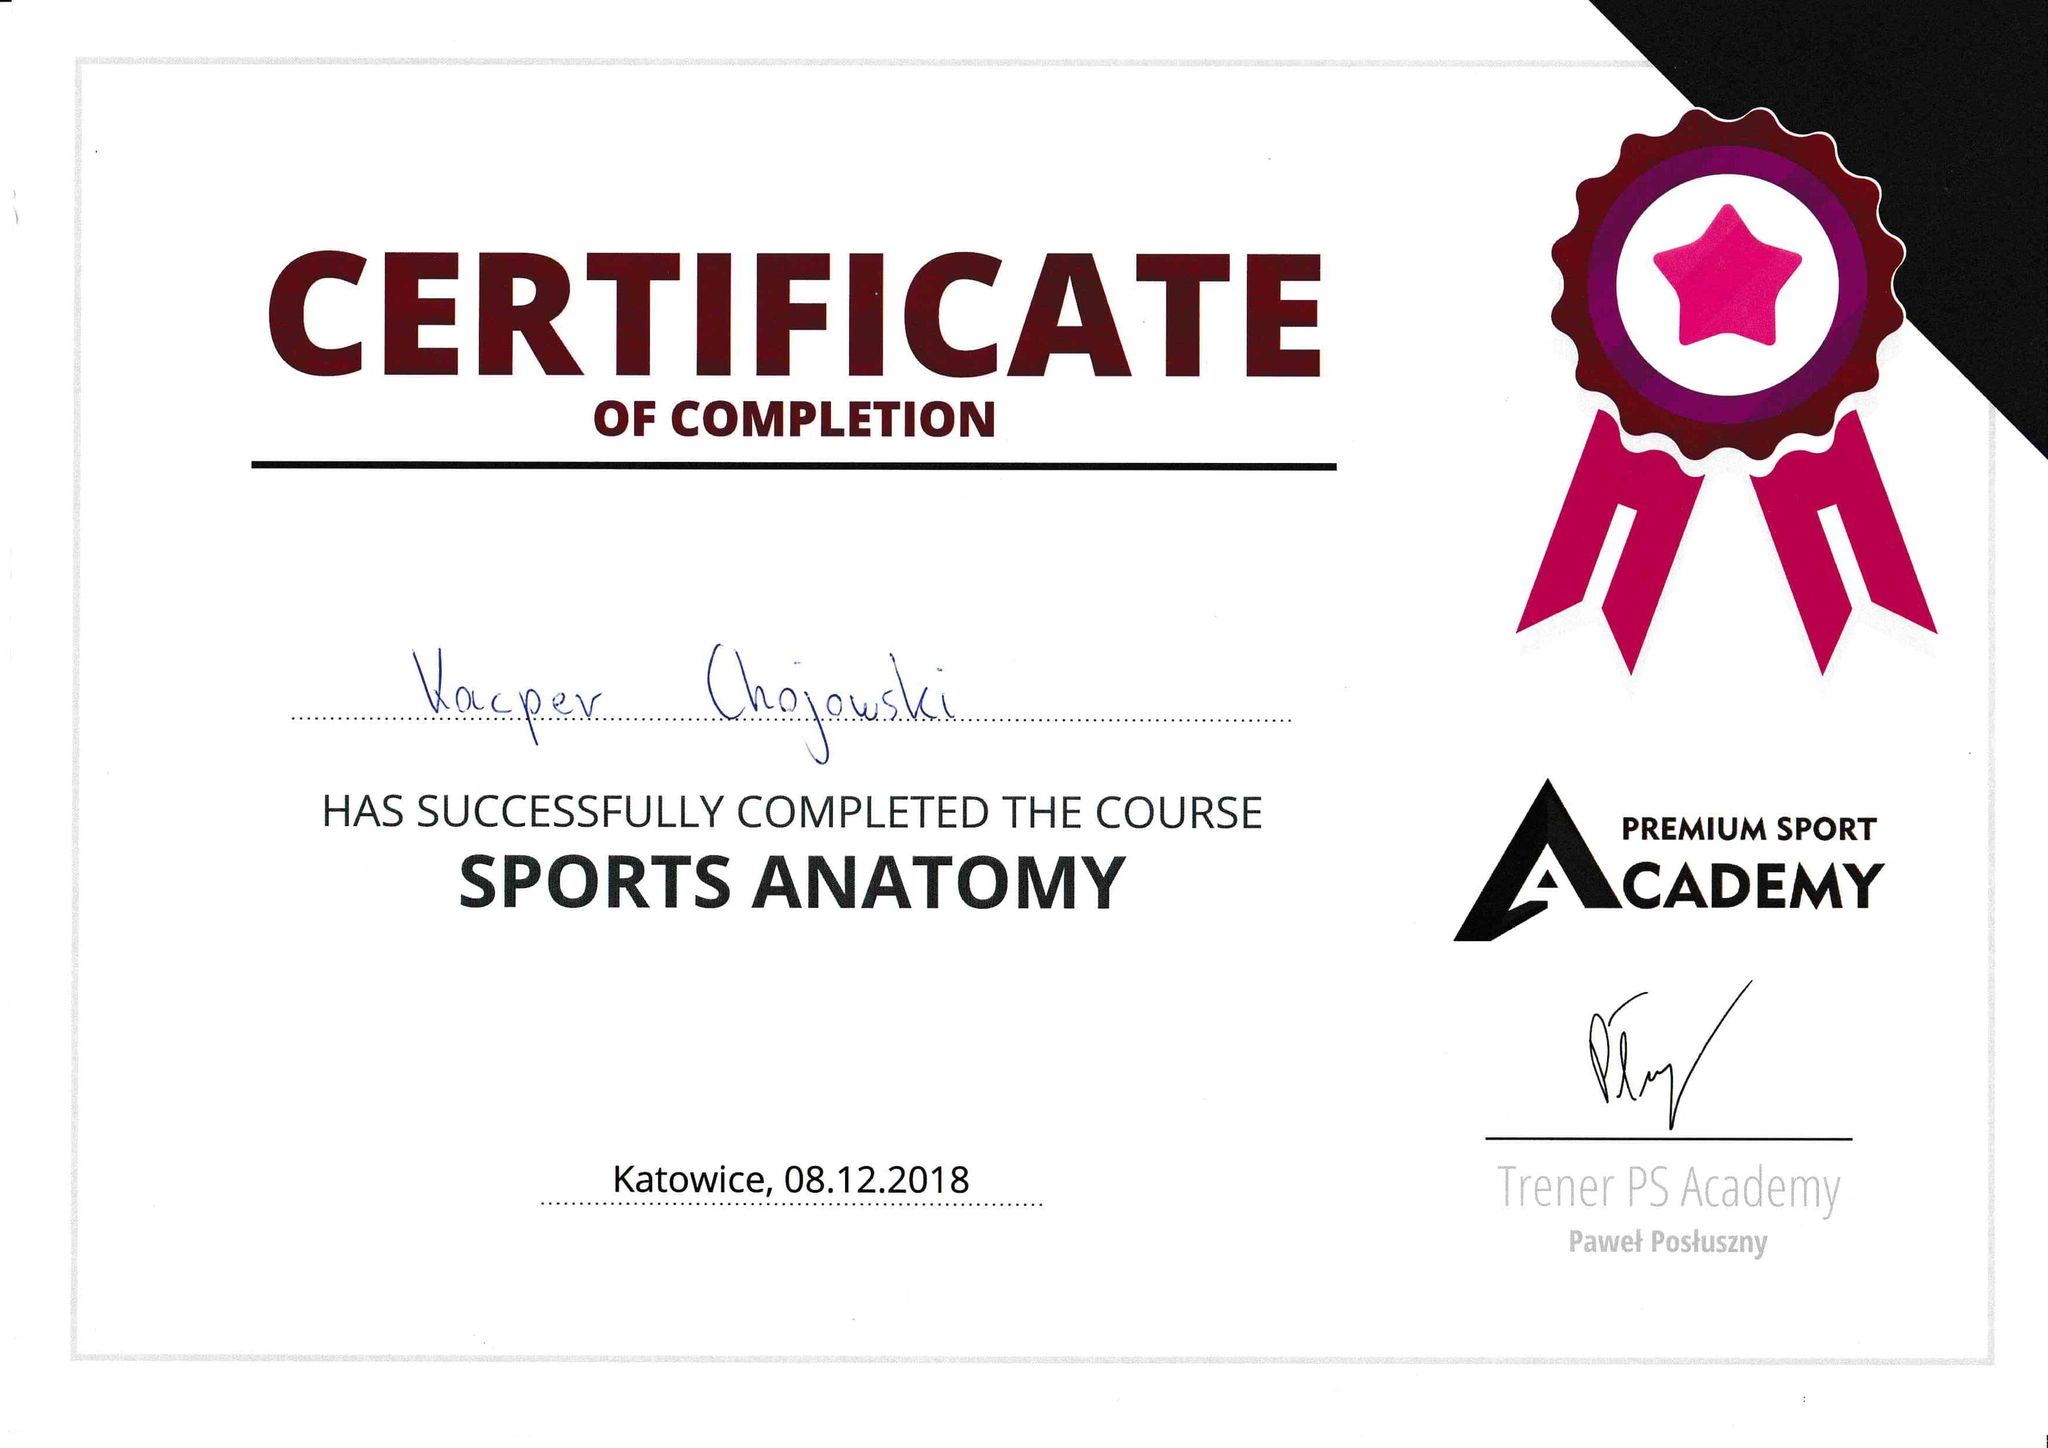 CERTIFICATE
OF COMPLETION
Kacper Chojowski
HAS SUCCESSFULLY COMPLETED THE COURSE
SPORTS ANATOMY
Katowice, 08.12.2018
PREMIUM SPORT
ACADEMY
Trener PS Academy
Paweł Posłuszny